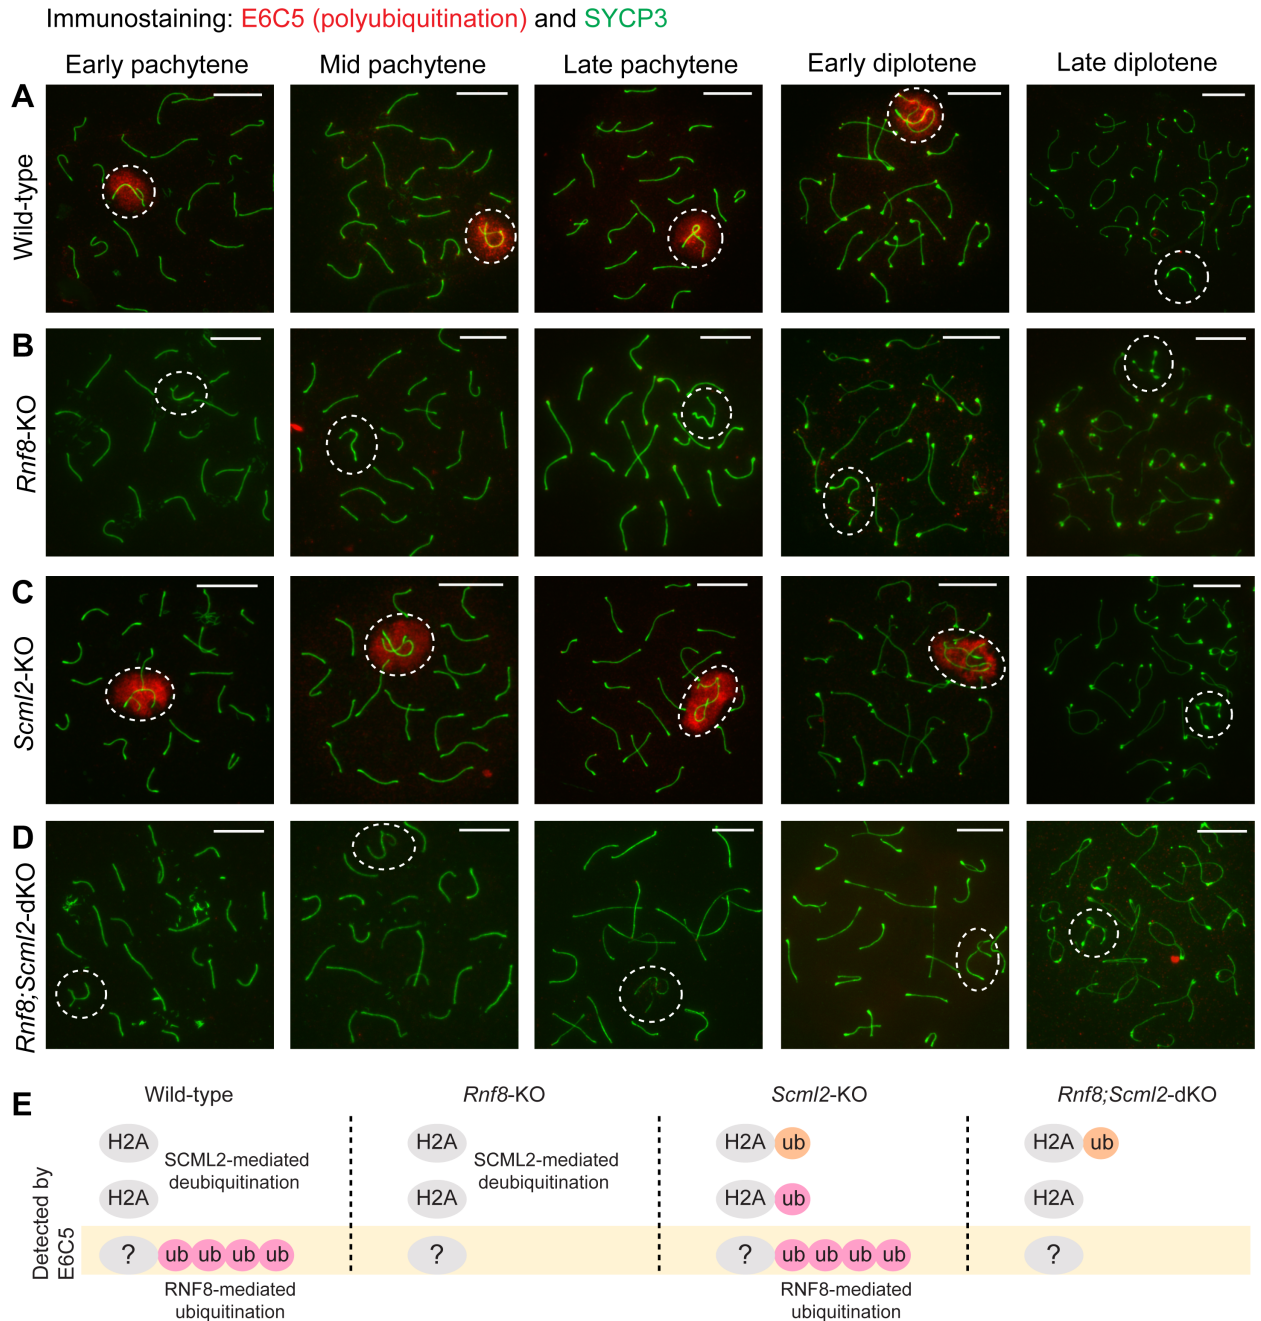 Immunostaining: E6C5 (polyubiquitination) and SYCP3
Early pachytene Mid pachytene Late pachytene Early diplotene Late diplotene
A
Wild-type
B
Rnf8-KO
C
Scml2-KO
D
Rnf8;Scml2-dKO
E
Wild-type Rnf8-KO Scml2-KO Rnf8;Scml2-dKO
H2A H2A H2A ub H2A ub
SCML2-mediated
deubiquitination
SCML2-mediated
deubiquitination
H2A H2A H2A ub H2A
Detected by
E6C5
? ub ub ub ub ? ? ub ub ub ub ?
RNF8-mediated
ubiquitination
RNF8-mediated
ubiquitination